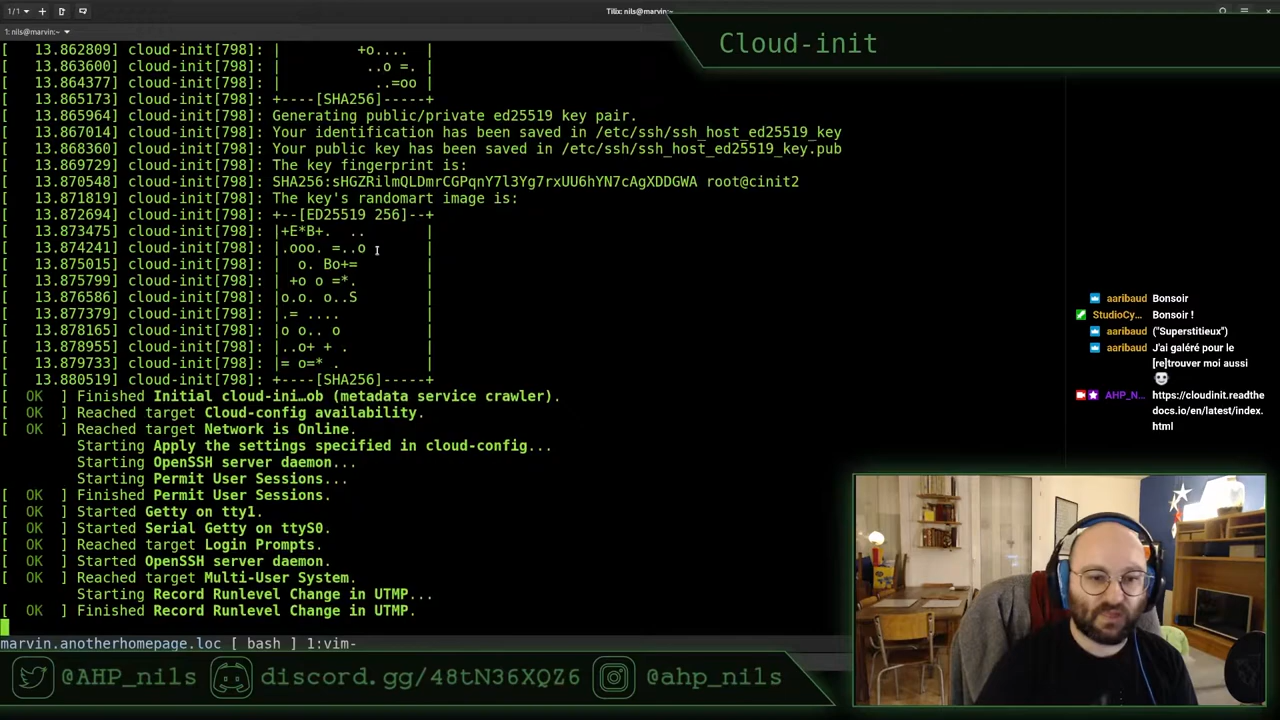 1/1
Tilix: nils@marvin:~
1: nils@marvin:~
Cloud-init
[   13.862809] cloud-init[798]: |         +o.... |
[   13.863600] cloud-init[798]: |          ..o =. |
[   13.864377] cloud-init[798]: |           ..=oo |
[   13.865173] cloud-init[798]: +----[SHA256]-----+
[   13.865964] cloud-init[798]: Generating public/private ed25519 key pair.
[   13.867014] cloud-init[798]: Your identification has been saved in /etc/ssh/ssh_host_ed25519_key
[   13.868360] cloud-init[798]: Your public key has been saved in /etc/ssh/ssh_host_ed25519_key.pub
[   13.869729] cloud-init[798]: The key fingerprint is:
[   13.870548] cloud-init[798]: SHA256:sHGZRilmQLDmrCGPqnY7l3Yg7rxUU6hYN7cAgXDDGWA root@cinit2
[   13.871819] cloud-init[798]: The key's randomart image is:
[   13.872694] cloud-init[798]: +--[ED25519 256]--+
[   13.873475] cloud-init[798]: |+E*B+.  ..       |
[   13.874241] cloud-init[798]: |.ooo. =..o       |
[   13.875015] cloud-init[798]: |  o. Bo+=        |
[   13.875799] cloud-init[798]: | +o o =*.        |
[   13.876586] cloud-init[798]: |o.o. o..S        |
[   13.877379] cloud-init[798]: |.= ....          |
[   13.878165] cloud-init[798]: |o o.. o          |
[   13.878955] cloud-init[798]: |..o+ + .         |
[   13.879733] cloud-init[798]: |= o=* .          |
[   13.880519] cloud-init[798]: +----[SHA256]-----+
[  OK  ] Finished Initial cloud-ini…ob (metadata service crawler).
[  OK  ] Reached target Cloud-config availability.
[  OK  ] Reached target Network is Online.
Starting Apply the settings specified in cloud-config...
Starting OpenSSH server daemon...
Starting Permit User Sessions...
[  OK  ] Finished Permit User Sessions.
[  OK  ] Started Getty on tty1.
[  OK  ] Started Serial Getty on ttyS0.
[  OK  ] Reached target Login Prompts.
[  OK  ] Started OpenSSH server daemon.
[  OK  ] Reached target Multi-User System.
Starting Record Runlevel Change in UTMP...
[  OK  ] Finished Record Runlevel Change in UTMP.
marvin.anotherhomepage.loc [ bash ] 1:vim-
aaribaud Bonsoir
StudioCy… Bonsoir !
aaribaud ("Superstitieux")
aaribaud J'ai galéré pour le
[re]trouver moi aussi
AHP_N… https://cloudinit.readthe
docs.io/en/latest/index.
html
@AHP_nils
discord.gg/48tN36XQZ6
@ahp_nils